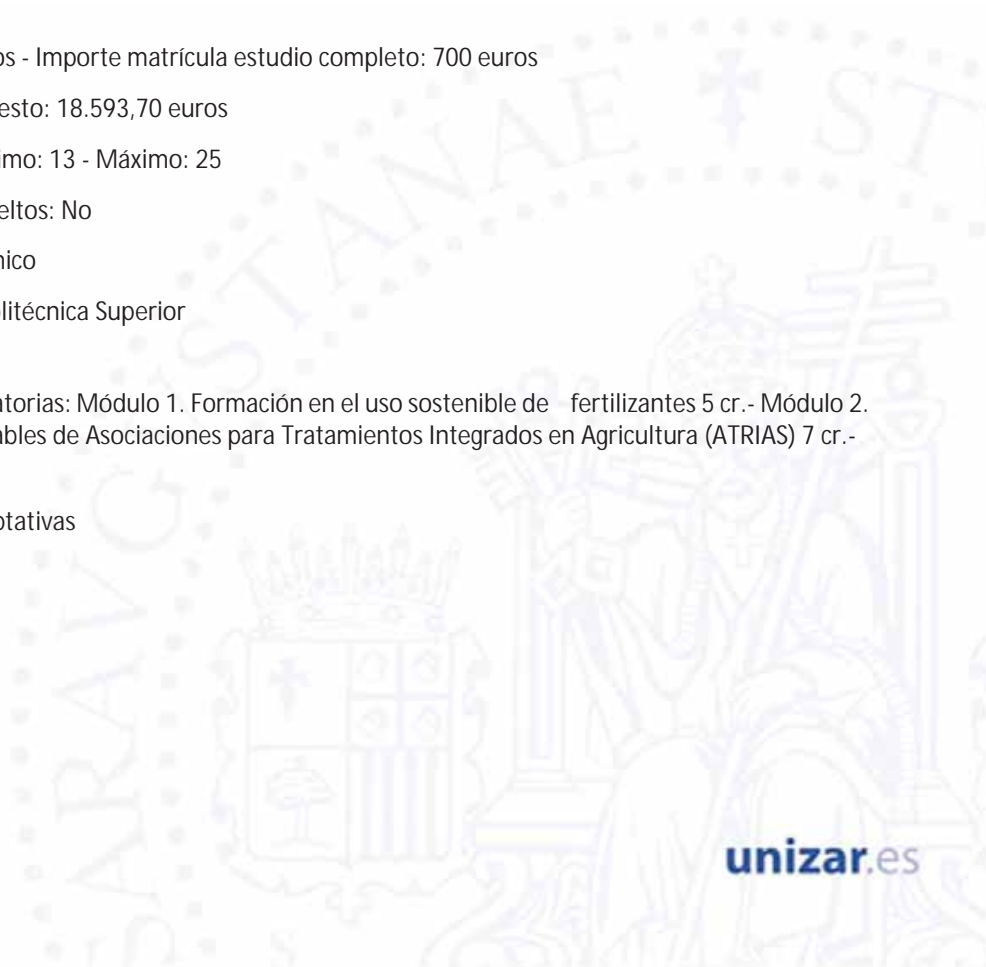 os - Importe matrícula estudio completo: 700 euros
esto: 18.593,70 euros
imo: 13 - Máximo: 25
eltos: No
nico
litécnica Superior
atorias: Módulo 1. Formación en el uso sostenible de fertilizantes 5 cr.- Módulo 2.
ables de Asociaciones para Tratamientos Integrados en Agricultura (ATRIAS) 7 cr.-
otativas
unizar.es